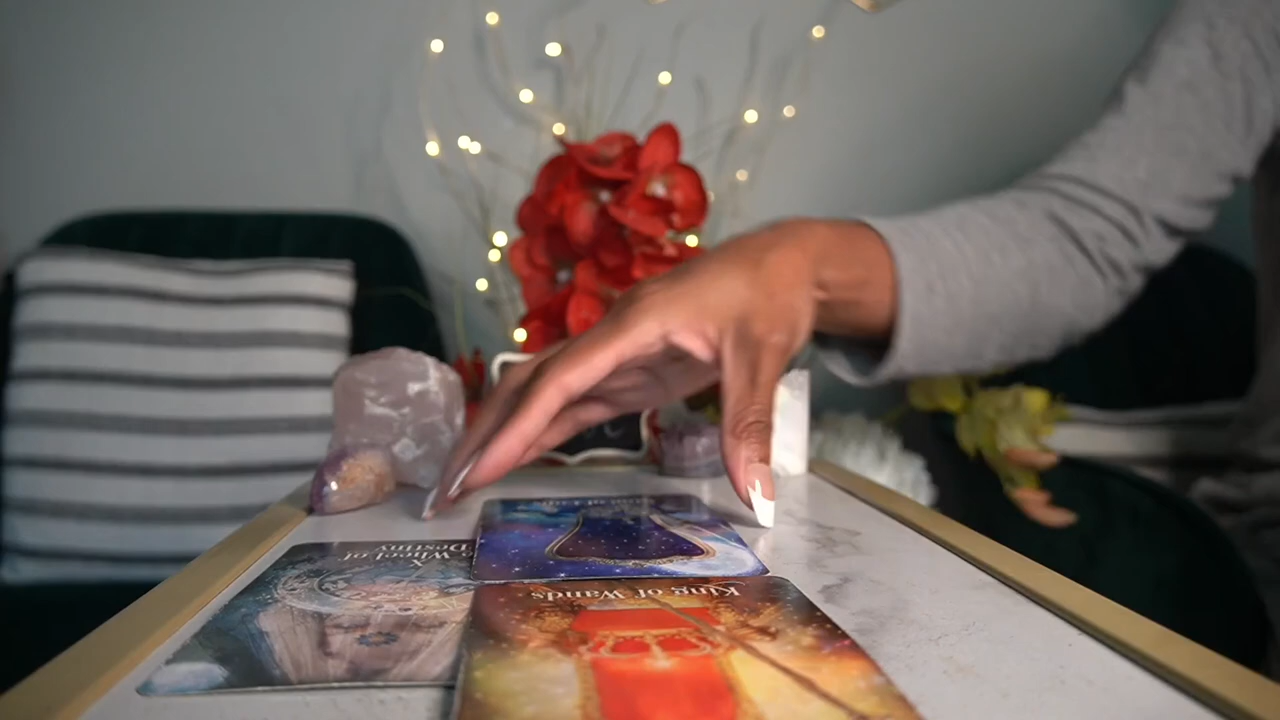 X
Wheel of
Destiny
King of Wands